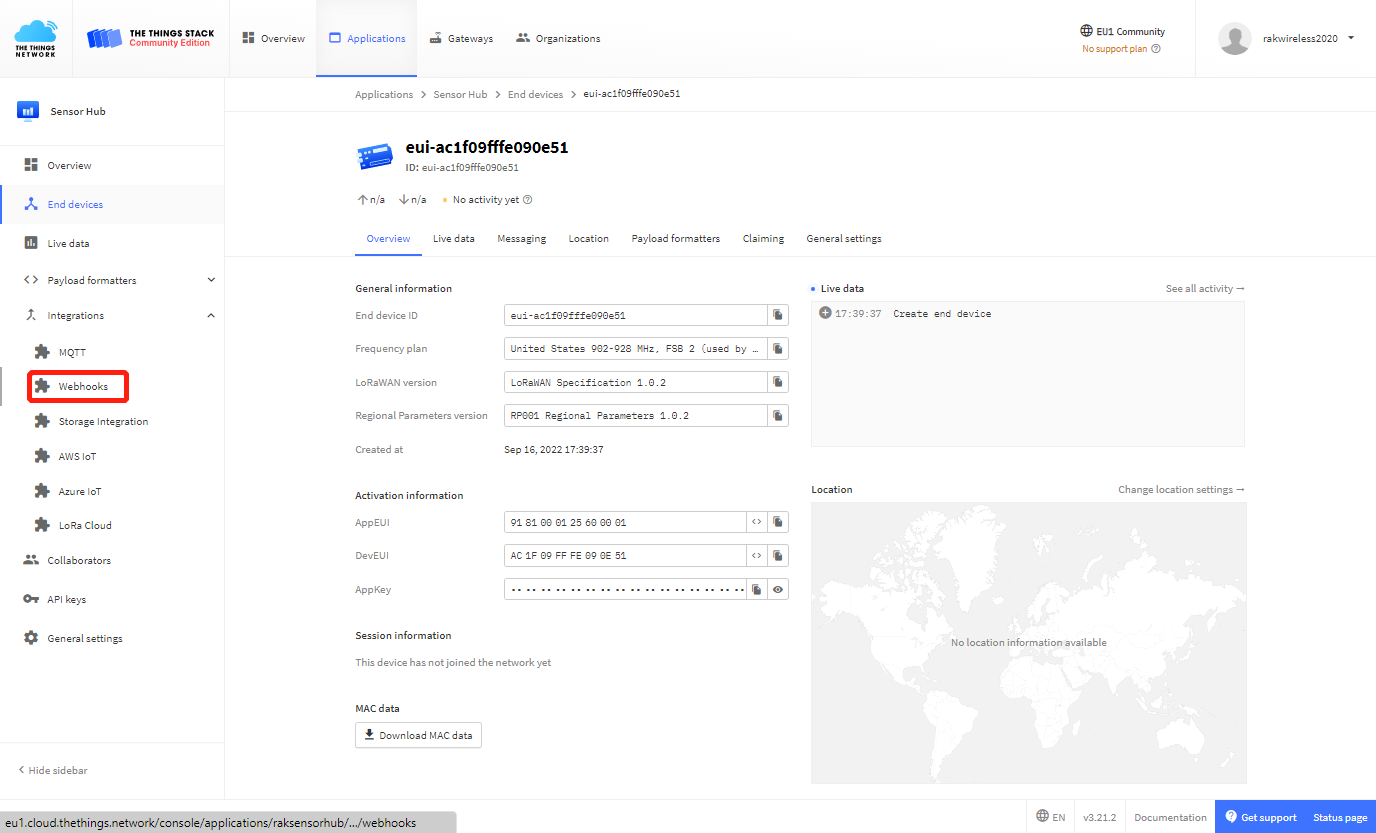 THE THINGS NETWORK
THE THINGS STACK
Community Edition
Overview
Applications
Gateways
Organizations
EU1 Community
No support plan
rakwireless2020
Sensor Hub
Overview
End devices
Live data
Payload formatters
Integrations
MQTT
Webhooks
Storage Integration
AWS IoT
Azure IoT
LoRa Cloud
Collaborators
API keys
General settings
Hide sidebar
Applications > Sensor Hub > End devices > eui-ac1f09fffe090e51
eui-ac1f09fffe090e51
ID: eui-ac1f09fffe090e51
↑ n/a ↓ n/a • No activity yet
Overview Live data Messaging Location Payload formatters Claiming General settings
General information
End device ID eui-ac1f09fffe090e51
Frequency plan United States 902-928 MHz, FSB 2 (used by …
LoRaWAN version LoRaWAN Specification 1.0.2
Regional Parameters version RP001 Regional Parameters 1.0.2
Created at Sep 16, 2022 17:39:37
Activation information
AppEUI 91 81 00 01 25 60 00 01
DevEUI AC 1F 09 FF FE 09 0E 51
AppKey
Session information
This device has not joined the network yet
MAC data
Download MAC data
• Live data See all activity →
17:39:37 Create end device
Location Change location settings →
No location information available
eu1.cloud.thethings.network/console/applications/raksensorhub/.../webhooks
EN
v3.21.2
Documentation
Get support
Status page